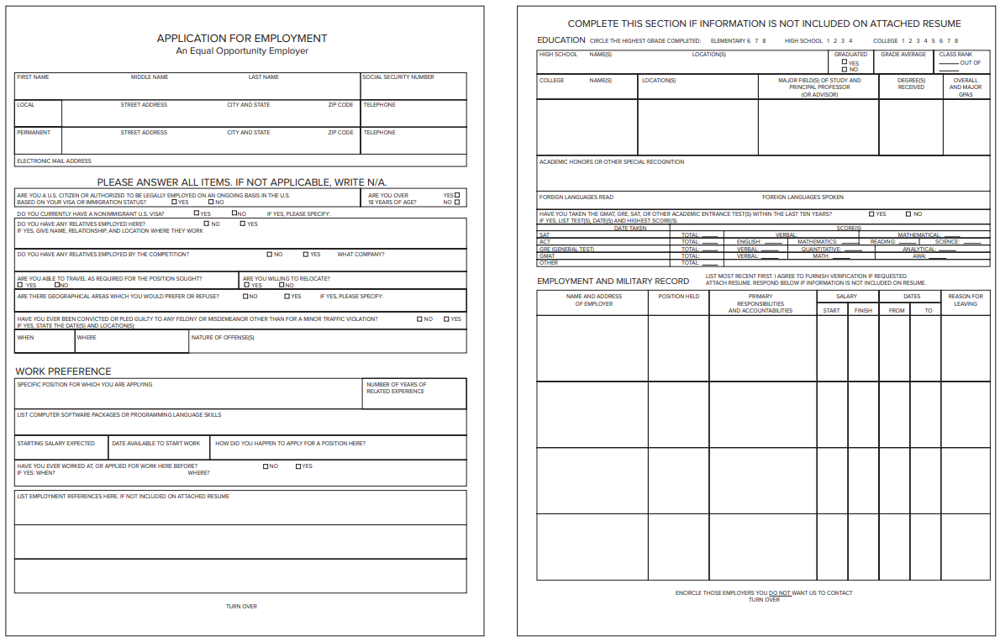 APPLICATION FOR EMPLOYMENT
An Equal Opportunity Employer
FIRST NAME MIDDLE NAME LAST NAME SOCIAL SECURITY NUMBER
LOCAL STREET ADDRESS CITY AND STATE ZIP CODE TELEPHONE
PERMANENT STREET ADDRESS CITY AND STATE ZIP CODE TELEPHONE
ELECTRONIC MAIL ADDRESS
PLEASE ANSWER ALL ITEMS. IF NOT APPLICABLE, WRITE N/A.
ARE YOU A U.S. CITIZEN OR AUTHORIZED TO BE LEGALLY EMPLOYED ON AN ONGOING BASIS IN THE U.S.
BASED ON YOUR VISA OR IMMIGRATION STATUS? YES NO
ARE YOU OVER YES
18 YEARS OF AGE? NO
DO YOU CURRENTLY HAVE A NONIMMIGRANT U.S. VISA? YES NO IF YES, PLEASE SPECIFY:
DO YOU HAVE ANY RELATIVES EMPLOYED HERE? NO YES
IF YES, GIVE NAME, RELATIONSHIP, AND LOCATION WHERE THEY WORK
DO YOU HAVE ANY RELATIVES EMPLOYED BY THE COMPETITION? NO YES WHAT COMPANY?
ARE YOU ABLE TO TRAVEL AS REQUIRED FOR THE POSITION SOUGHT?
YES NO
ARE YOU WILLING TO RELOCATE?
YES NO
ARE THERE GEOGRAPHICAL AREAS WHICH YOU WOULD PREFER OR REFUSE? NO YES IF YES, PLEASE SPECIFY:
HAVE YOU EVER BEEN CONVICTED OR PLED GUILTY TO ANY FELONY OR MISDEMEANOR OTHER THAN FOR A MINOR TRAFFIC VIOLATION? NO YES
IF YES, STATE THE DATE(S) AND LOCATION(S):
WHEN WHERE NATURE OF OFFENSE(S)
WORK PREFERENCE
SPECIFIC POSITION FOR WHICH YOU ARE APPLYING
NUMBER OF YEARS OF
RELATED EXPERIENCE
LIST COMPUTER SOFTWARE PACKAGES OR PROGRAMMING LANGUAGE SKILLS
STARTING SALARY EXPECTED DATE AVAILABLE TO START WORK HOW DID YOU HAPPEN TO APPLY FOR A POSITION HERE?
HAVE YOU EVER WORKED AT, OR APPLIED FOR WORK HERE BEFORE? NO YES
IF YES: WHEN? WHERE?
LIST EMPLOYMENT REFERENCES HERE, IF NOT INCLUDED ON ATTACHED RESUME
TURN OVER
COMPLETE THIS SECTION IF INFORMATION IS NOT INCLUDED ON ATTACHED RESUME
EDUCATION CIRCLE THE HIGHEST GRADE COMPLETED: ELEMENTARY 6 7 8 HIGH SCHOOL 1 2 3 4 COLLEGE 1 2 3 4 5 6 7 8
HIGH SCHOOL NAME(S) LOCATION(S) GRADUATED GRADE AVERAGE CLASS RANK
YES ____ OUT OF
NO ____
COLLEGE NAME(S) LOCATION(S)
MAJOR FIELD(S) OF STUDY AND
PRINCIPAL PROFESSOR
(OR ADVISOR)
DEGREE(S)
RECEIVED
OVERALL
AND MAJOR
GPAS
ACADEMIC HONORS OR OTHER SPECIAL RECOGNITION
FOREIGN LANGUAGES READ FOREIGN LANGUAGES SPOKEN
HAVE YOU TAKEN THE GMAT, GRE, SAT, OR OTHER ACADEMIC ENTRANCE TEST(S) WITHIN THE LAST TEN YEARS? YES NO
IF YES, LIST TEST(S), DATE(S) AND HIGHEST SCORE(S).
DATE TAKEN SCORE(S)
SAT TOTAL: ____ VERBAL: ____ MATHEMATICAL: ____
ACT TOTAL: ____ ENGLISH: ____ MATHEMATICS: ____ READING: ____ SCIENCE: ____
GRE (GENERAL TEST) TOTAL: ____ VERBAL: ____ QUANTITATIVE: ____ ANALYTICAL: ____
GMAT TOTAL: ____ VERBAL: ____ MATH: ____ AWA: ____
OTHER TOTAL: ____
EMPLOYMENT AND MILITARY RECORD
LIST MOST RECENT FIRST. I AGREE TO FURNISH VERIFICATION IF REQUESTED.
ATTACH RESUME. RESPOND BELOW IF INFORMATION IS NOT INCLUDED ON RESUME.
NAME AND ADDRESS
OF EMPLOYER
POSITION HELD
PRIMARY
RESPONSIBILITIES
AND ACCOUNTABILITIES
SALARY
START FINISH
DATES
FROM TO
REASON FOR
LEAVING
ENCIRCLE THOSE EMPLOYERS YOU DO NOT WANT US TO CONTACT
TURN OVER